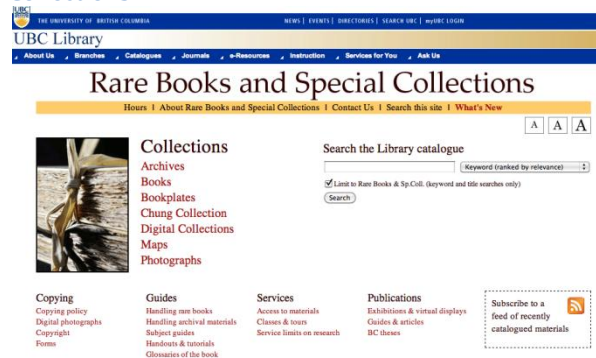 UBC
THE UNIVERSITY OF BRITISH COLUMBIA
NEWS | EVENTS | DIRECTORIES | SEARCH UBC | myUBC LOGIN
UBC Library
About Us Branches Catalogues Journals e-Resources Instruction Services for You Ask Us
Rare Books and Special Collections
Hours | About Rare Books and Special Collections | Contact Us | Search this site | What's New
A A A
Collections
Archives
Books
Bookplates
Chung Collection
Digital Collections
Maps
Photographs
Search the Library catalogue
Keyword (ranked by relevance)
Limit to Rare Books & Sp.Coll. (keyword and title searches only)
Search
Copying
Copying policy
Digital photographs
Copyright
Forms
Guides
Handling rare books
Handling archival materials
Subject guides
Handouts & tutorials
Glossaries of the book
Services
Access to materials
Classes & tours
Service limits on research
Publications
Exhibitions & virtual displays
Guides & articles
BC theses
Subscribe to a
feed of recently
catalogued materials